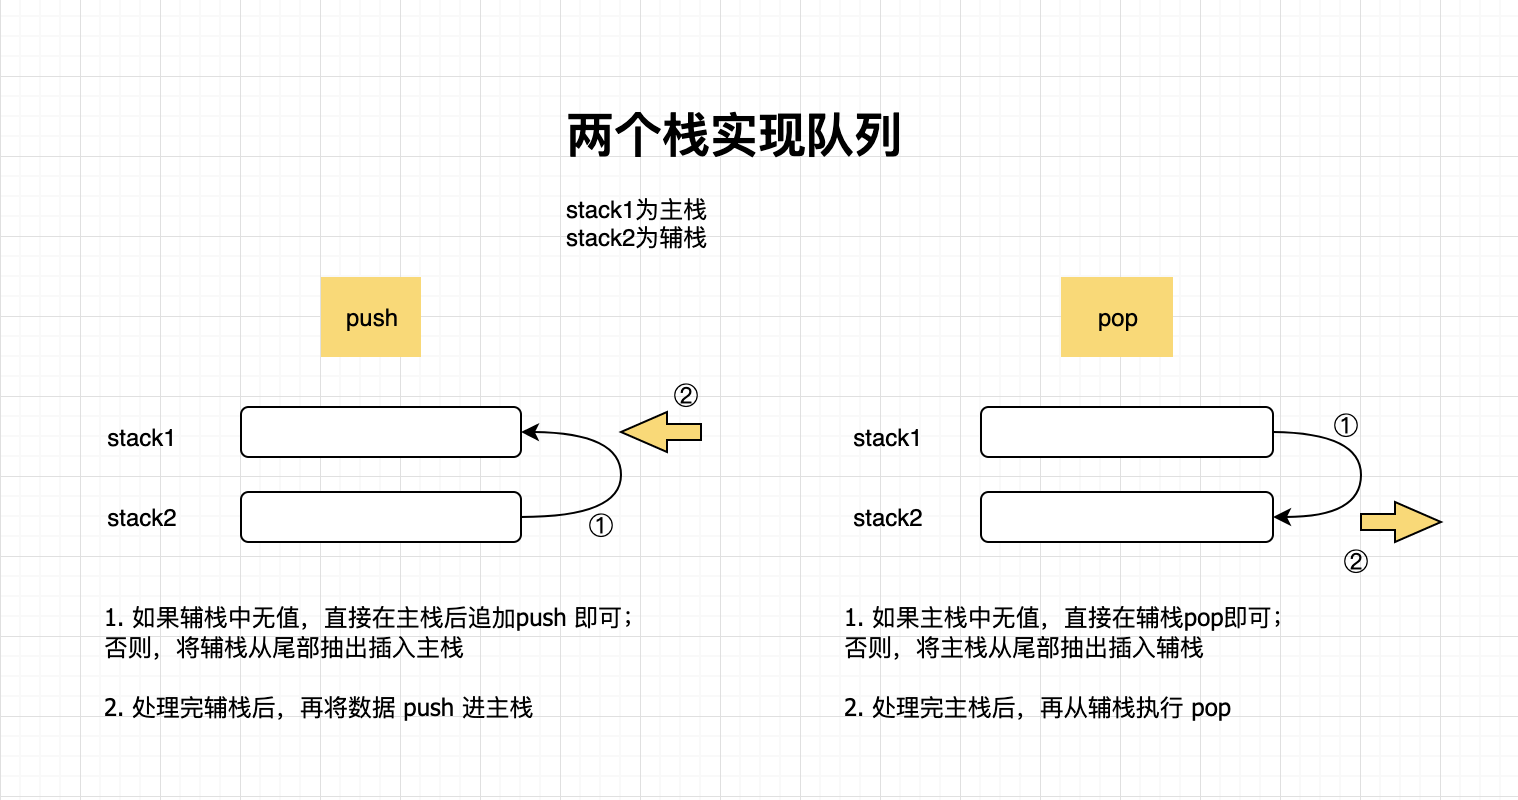 两个栈实现队列
stack1为主栈
stack2为辅栈
push
②
stack1
stack2
①
1. 如果辅栈中无值，直接在主栈后追加push 即可；
否则，将辅栈从尾部抽出插入主栈
2. 处理完辅栈后，再将数据 push 进主栈
pop
①
stack1
stack2
②
1. 如果主栈中无值，直接在辅栈pop即可；
否则，将主栈从尾部抽出插入辅栈
2. 处理完主栈后，再从辅栈执行 pop